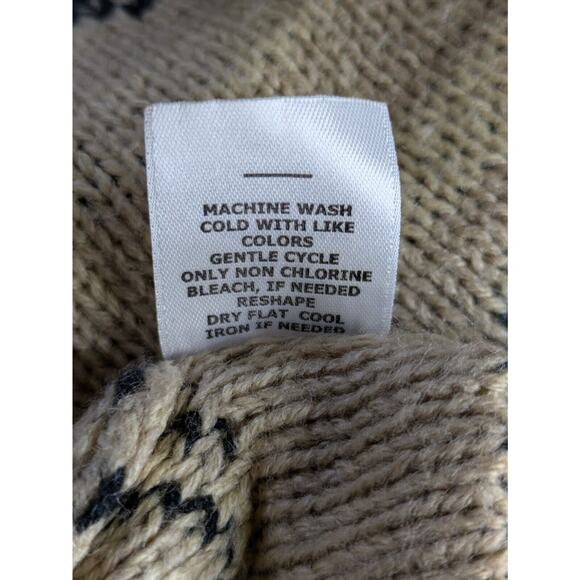 MACHINE WASH
COLD WITH LIKE
COLORS
GENTLE CYCLE
ONLY NON CHLORINE
BLEACH, IF NEEDED
RESHAPE
DRY FLAT COOL
IRON IF NEEDED